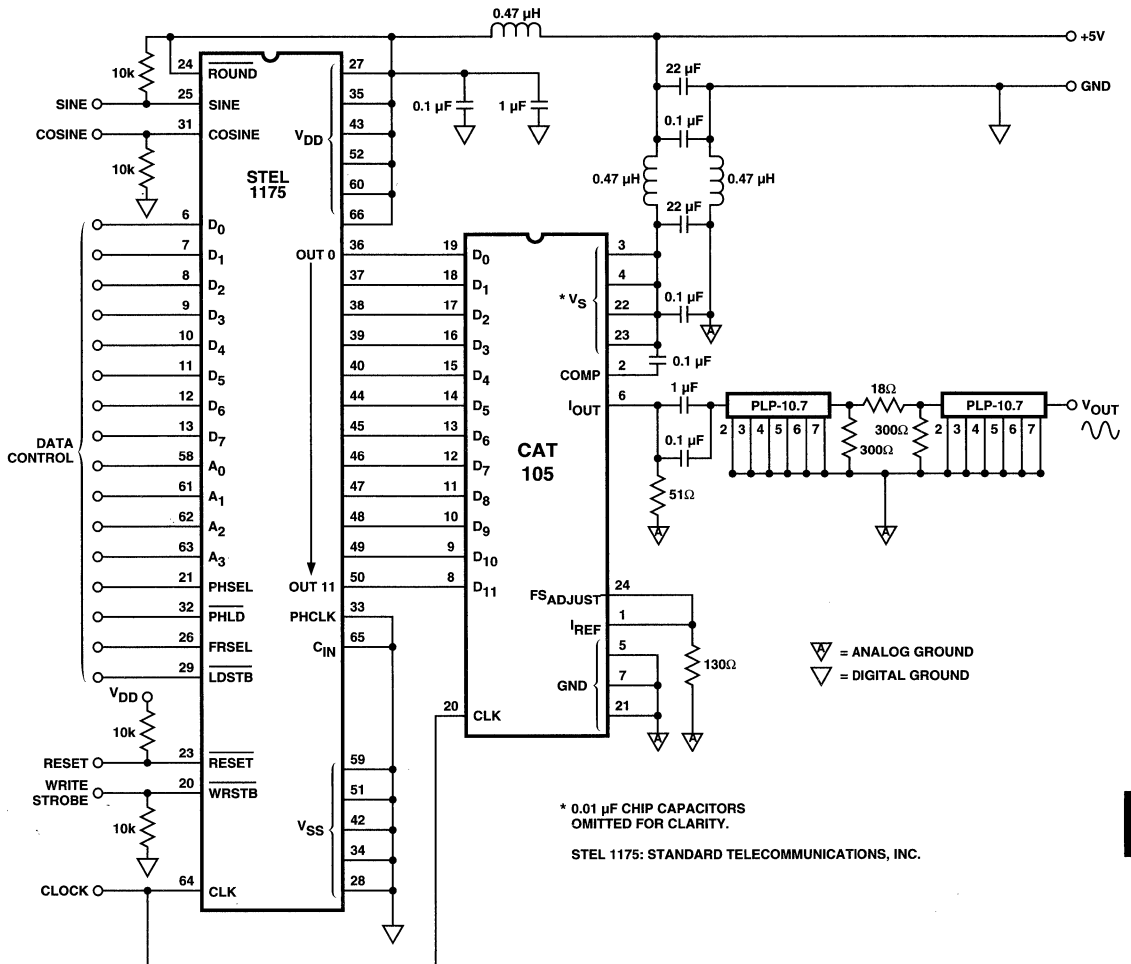 0.47 µH
+5V
10k
24
ROUND
27
22 µF
GND
SINE
25
SINE
35
0.1 µF
1 µF
0.1 µF
COSINE
31
COSINE
43
VDD
52
10k
STEL
1175
60
0.47 µH
0.47 µH
66
22 µF
6
D0
7
D1
8
D2
9
D3
10
D4
11
D5
12
D6
13
D7
DATA
CONTROL
58
A0
61
A1
62
A2
63
A3
21
PHSEL
32
PHLD
26
FRSEL
29
LDSTB
VDD
10k
RESET
23
RESET
WRITE
STROBE
20
WRSTB
10k
CLOCK
64
CLK
OUT 0
36
37
38
39
40
44
45
46
47
48
49
OUT 11
50
PHCLK
33
CIN
65
VSS
59
51
42
34
28
19
D0
18
D1
17
D2
16
D3
15
D4
14
D5
13
D6
12
D7
11
D8
10
D9
9
D10
8
D11
20
CLK
CAT
105
* VS
3
4
22
23
0.1 µF
A
COMP
2
0.1 µF
IOUT
6
1 µF
0.1 µF
51Ω
A
PLP-10.7
2 3 4 5 6 7
18Ω
300Ω
300Ω
PLP-10.7
2 3 4 5 6 7
VOUT
A
FSADJUST
24
IREF
1
130Ω
GND
5
7
21
A
A
A = ANALOG GROUND
= DIGITAL GROUND
* 0.01 µF CHIP CAPACITORS
OMITTED FOR CLARITY.
STEL 1175: STANDARD TELECOMMUNICATIONS, INC.